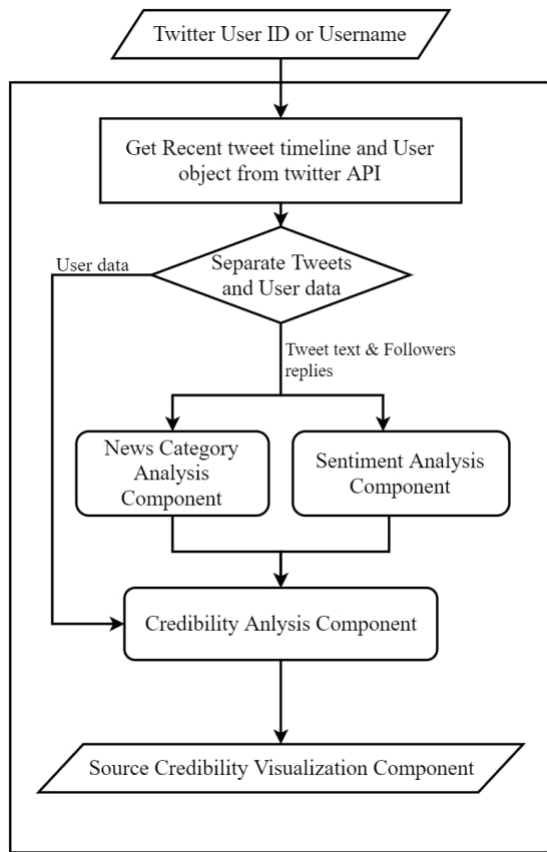 Twitter User ID or Username
Get Recent tweet timeline and User
object from twitter API
User data
Separate Tweets
and User data
Tweet text & Followers
replies
News Category
Analysis
Component
Sentiment Analysis
Component
Credibility Anlysis Component
Source Credibility Visualization Component